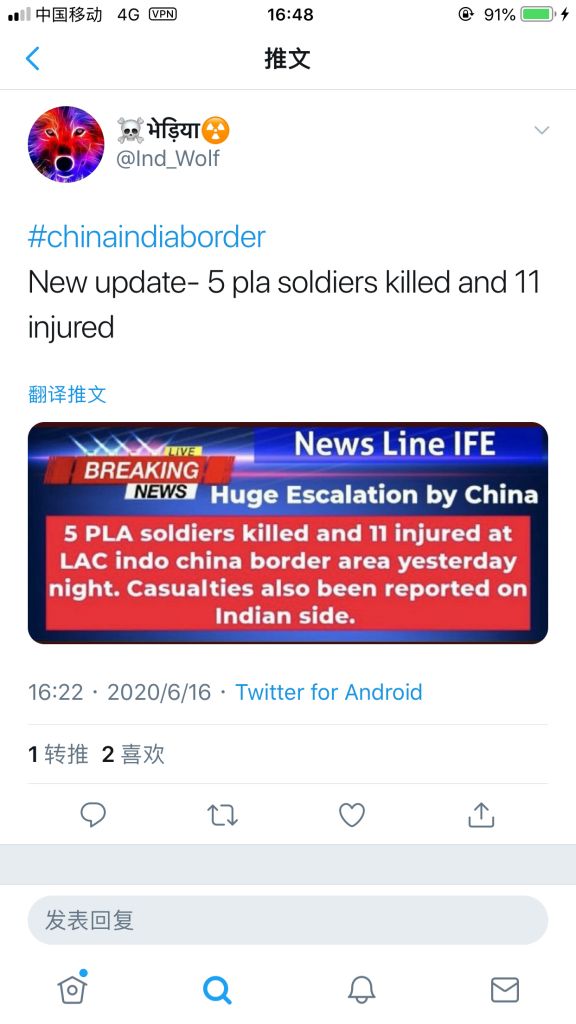 中国移动 4G VPN 16:48 91%
推文
☠️भेड़िया☢️
@Ind_Wolf
#chinaindiaborder
New update- 5 pla soldiers killed and 11
injured
翻译推文
News Line IFE
LIVE
BREAKING
NEWS
Huge Escalation by China
5 PLA soldiers killed and 11 injured at
LAC indo china border area yesterday
night. Casualties also been reported on
Indian side.
16:22 · 2020/6/16 · Twitter for Android
1 转推 2 喜欢
发表回复